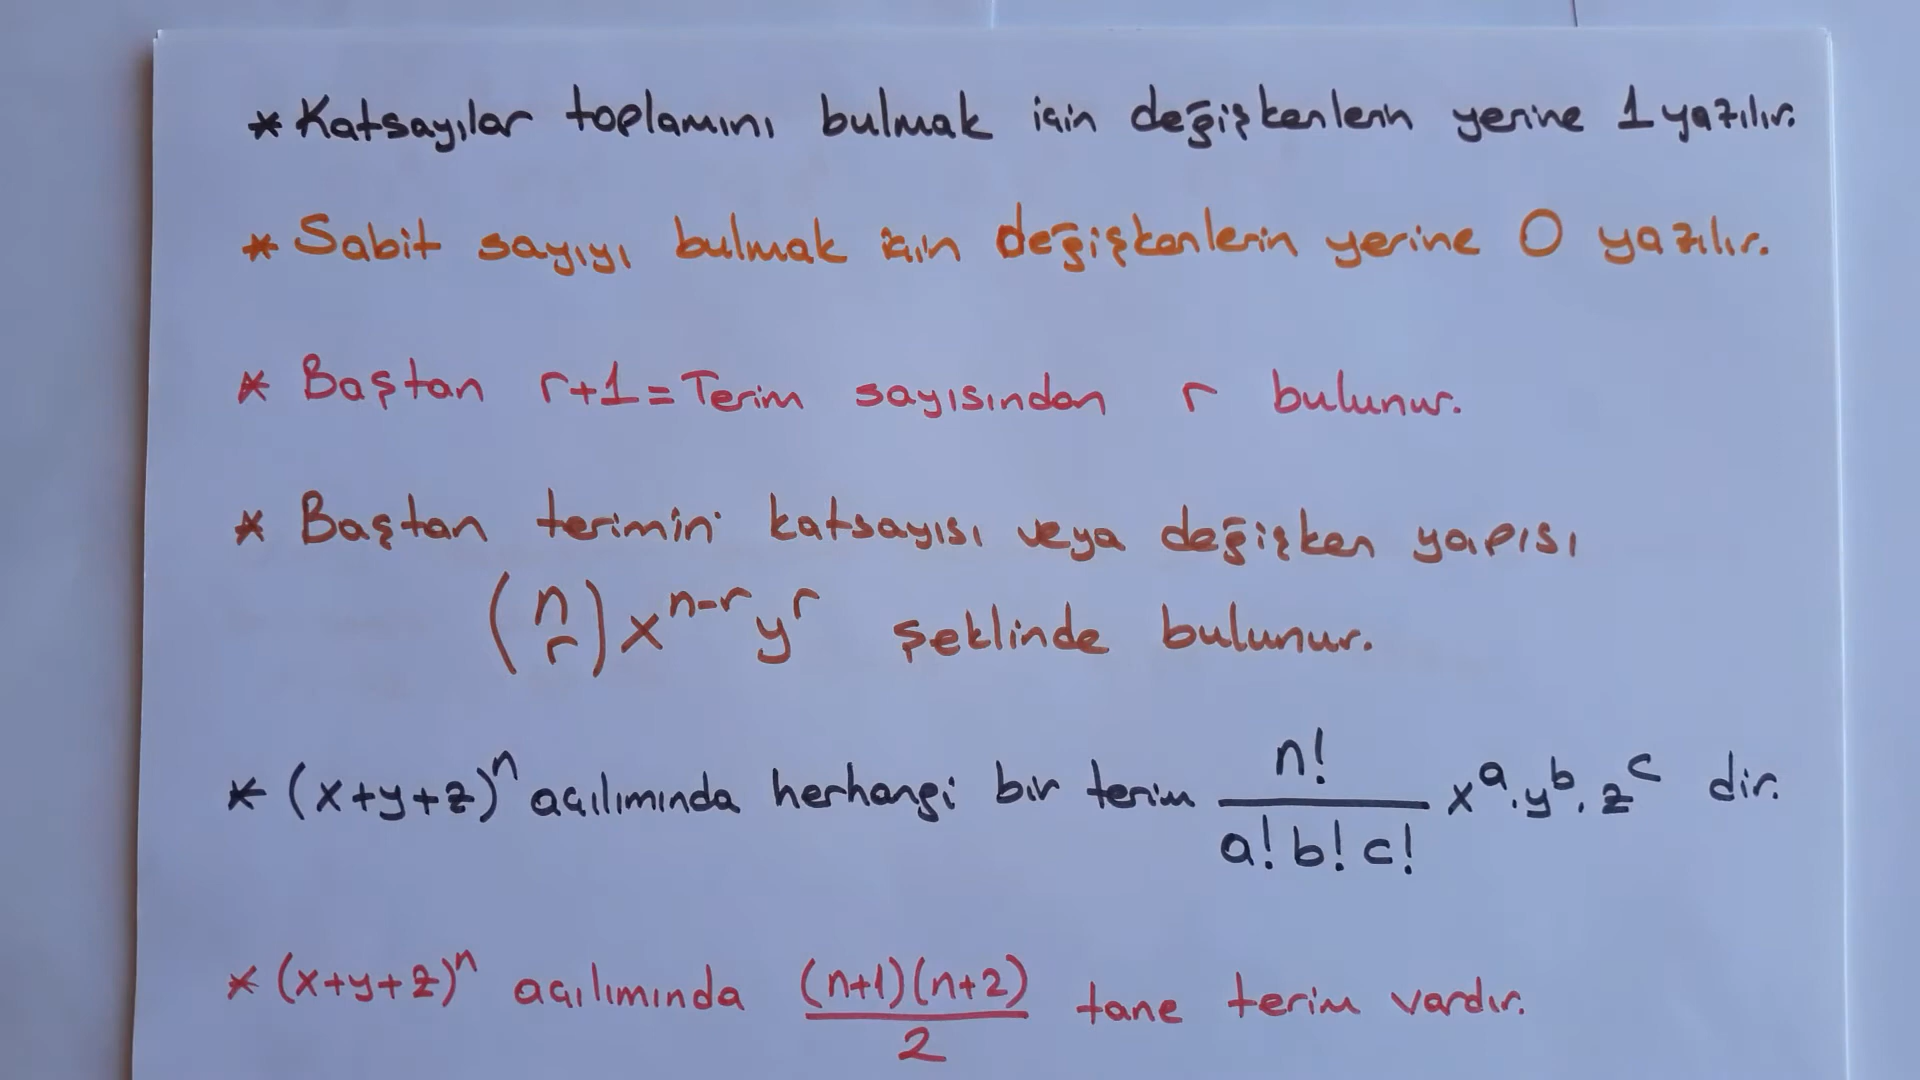 * Katsayılar toplamını bulmak için değişkenlerin yerine 1 yazılır.
* Sabit sayıyı bulmak için değişkenlerin yerine 0 yazılır.
* Baştan r+1=Terim sayısından r bulunur.
* Baştan terimin katsayısı veya değişken yapısı
(n r) x^(n-r) y^r şeklinde bulunur.
* (x+y+z)^n açılımında herhangi bir terim n!/(a! b! c!) x^a . y^b . z^c dir.
* (x+y+z)^n açılımında (n+1)(n+2)/2 tane terim vardır.